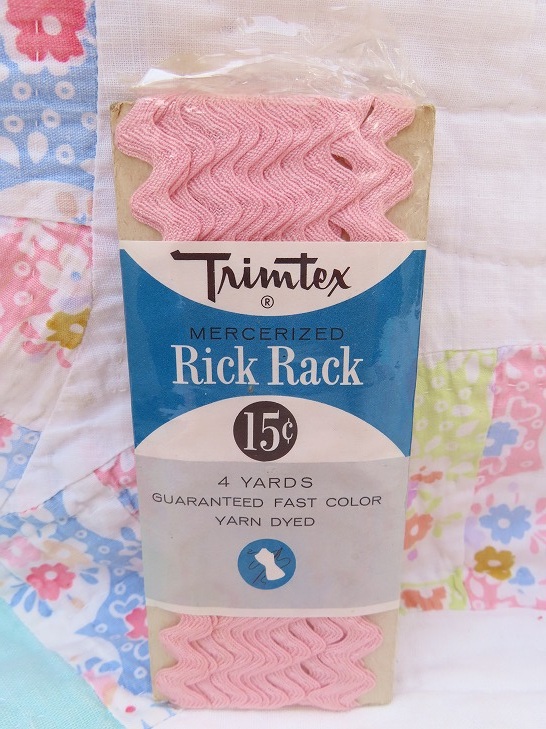 Trimtex
®
MERCERIZED
Rick Rack
15¢
4 YARDS
GUARANTEED FAST COLOR
YARN DYED